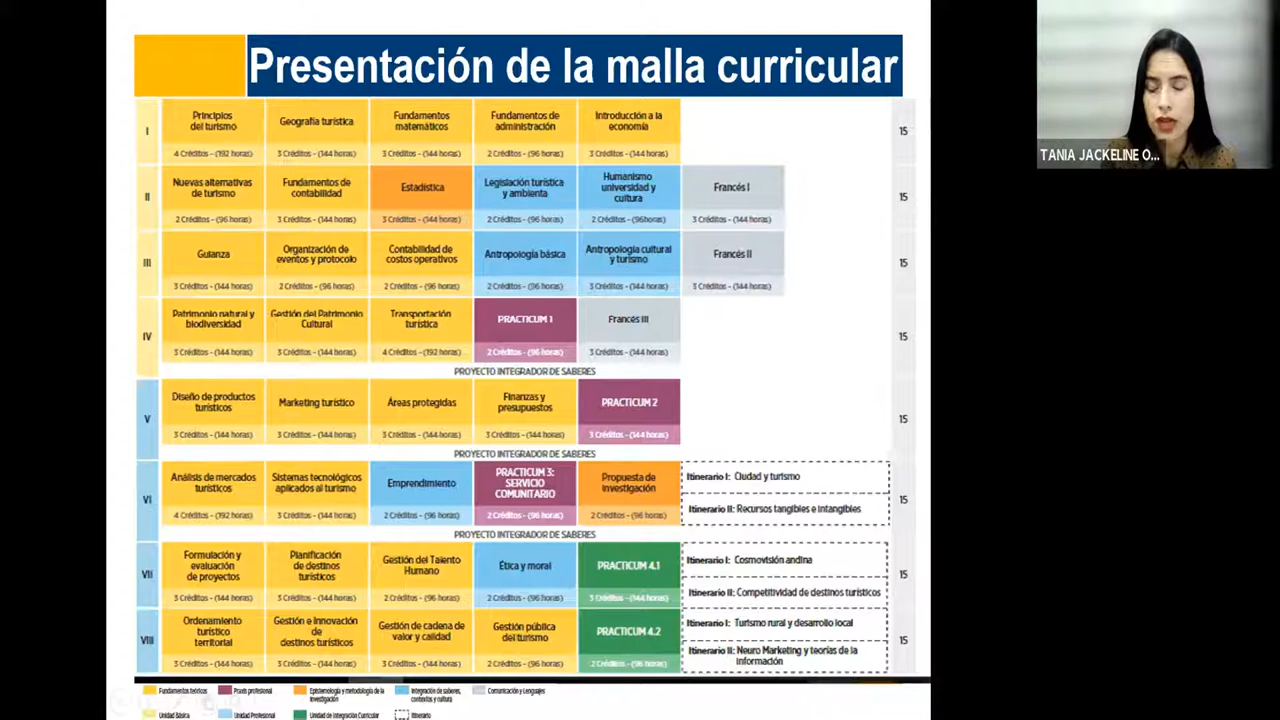 Presentación de la malla curricular
TANIA JACKELINE O...
I
Principios
del turismo
4 Créditos - (192 horas)
Geografía turística
3 Créditos - (144 horas)
Fundamentos
matemáticos
3 Créditos - (144 horas)
Fundamentos de
administración
2 Créditos - (96 horas)
Introducción a la
economía
3 Créditos - (144 horas)
15
II
Nuevas alternativas
de turismo
2 Créditos - (96 horas)
Fundamentos de
contabilidad
3 Créditos - (144 horas)
Estadística
3 Créditos - (144 horas)
Legislación turística
y ambienta
2 Créditos - (96 horas)
Humanismo
universidad y
cultura
2 Créditos - (96horas)
Francés I
3 Créditos - (144 horas)
15
III
Guianza
3 Créditos - (144 horas)
Organización de
eventos y protocolo
2 Créditos - (96 horas)
Contabilidad de
costos operativos
2 Créditos - (96 horas)
Antropología básica
2 Créditos - (96 horas)
Antropología cultural
y turismo
3 Créditos - (144 horas)
Francés II
3 Créditos - (144 horas)
15
IV
Patrimonio natural y
biodiversidad
3 Créditos - (144 horas)
Gestión del Patrimonio
Cultural
3 Créditos - (144 horas)
Transportación
turística
4 Créditos - (192 horas)
PRACTICUM 1
2 Créditos - (96 horas)
Francés III
3 Créditos - (144 horas)
15
PROYECTO INTEGRADOR DE SABERES
V
Diseño de productos
turísticos
3 Créditos - (144 horas)
Marketing turístico
3 Créditos - (144 horas)
Áreas protegidas
3 Créditos - (144 horas)
Finanzas y
presupuestos
3 Créditos - (144 horas)
PRACTICUM 2
3 Créditos - (144 horas)
15
PROYECTO INTEGRADOR DE SABERES
VI
Análisis de mercados
turísticos
4 Créditos - (192 horas)
Sistemas tecnológicos
aplicados al turismo
3 Créditos - (144 horas)
Emprendimiento
2 Créditos - (96 horas)
PRACTICUM 3:
SERVICIO
COMUNITARIO
2 Créditos - (96 horas)
Propuesta de
investigación
2 Créditos - (96 horas)
Itinerario I: Ciudad y turismo
Itinerario II: Recursos tangibles e intangibles
15
PROYECTO INTEGRADOR DE SABERES
VII
Formulación y
evaluación
de proyectos
3 Créditos - (144 horas)
Planificación
de destinos
turísticos
3 Créditos - (144 horas)
Gestión del Talento
Humano
2 Créditos - (96 horas)
Ética y moral
2 Créditos - (96 horas)
PRACTICUM 4.1
3 Créditos - (144 horas)
Itinerario I: Cosmovisión andina
Itinerario II: Competitividad de destinos turísticos
15
VIII
Ordenamiento
turístico
territorial
3 Créditos - (144 horas)
Gestión e Innovación
de
destinos turísticos
3 Créditos - (144 horas)
Gestión de cadena de
valor y calidad
3 Créditos - (144 horas)
Gestión pública
del turismo
2 Créditos - (96 horas)
PRACTICUM 4.2
2 Créditos - (96 horas)
Itinerario I: Turismo rural y desarrollo local
Itinerario II: Neuro Marketing y teorías de la
información
15
Fundamentos teóricos
Praxis profesional
Epistemología y metodología de la
investigación
Integración de saberes,
contextos y cultura
Comunicación y Lenguajes
Unidad Básica
Unidad Profesional
Unidad de Integración Curricular
Itinerario